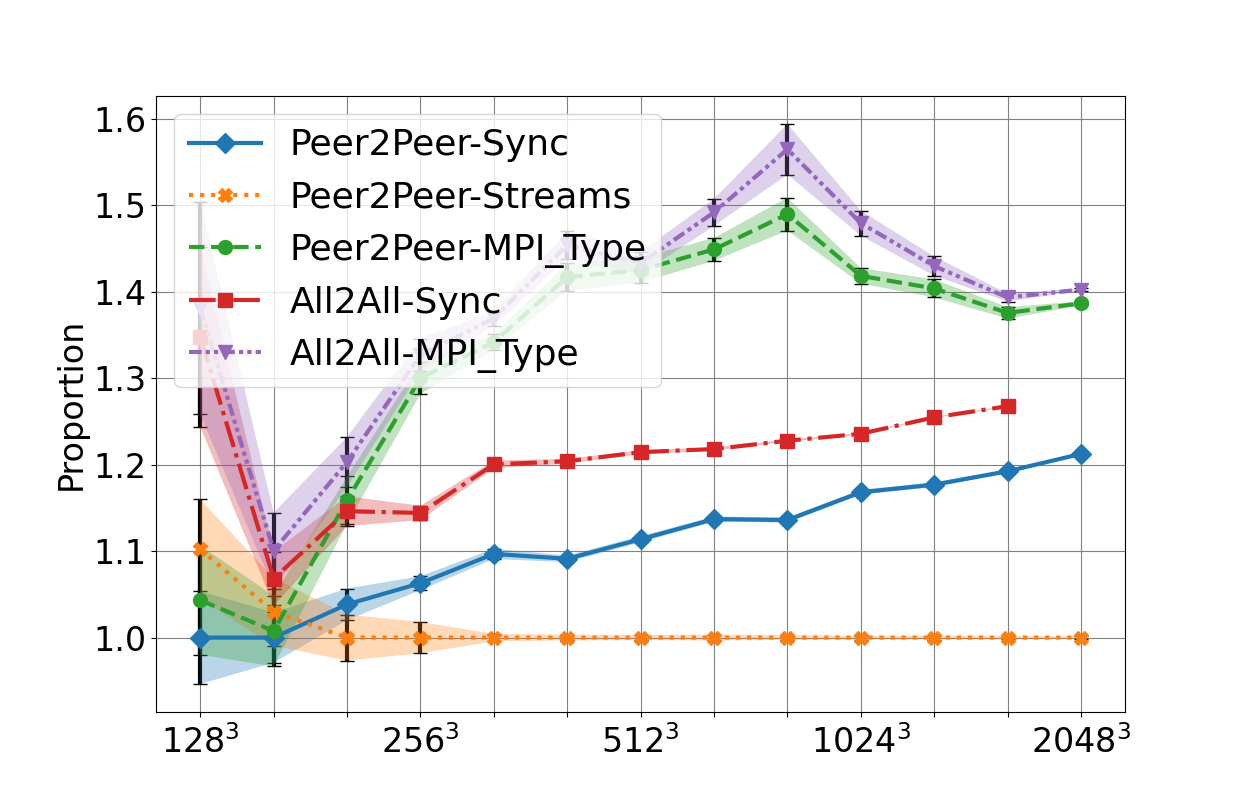 1.6
1.5
1.4
1.3
1.2
1.1
1.0
Proportion
Peer2Peer-Sync
Peer2Peer-Streams
Peer2Peer-MPI_Type
All2All-Sync
All2All-MPI_Type
128³ 256³ 512³ 1024³ 2048³